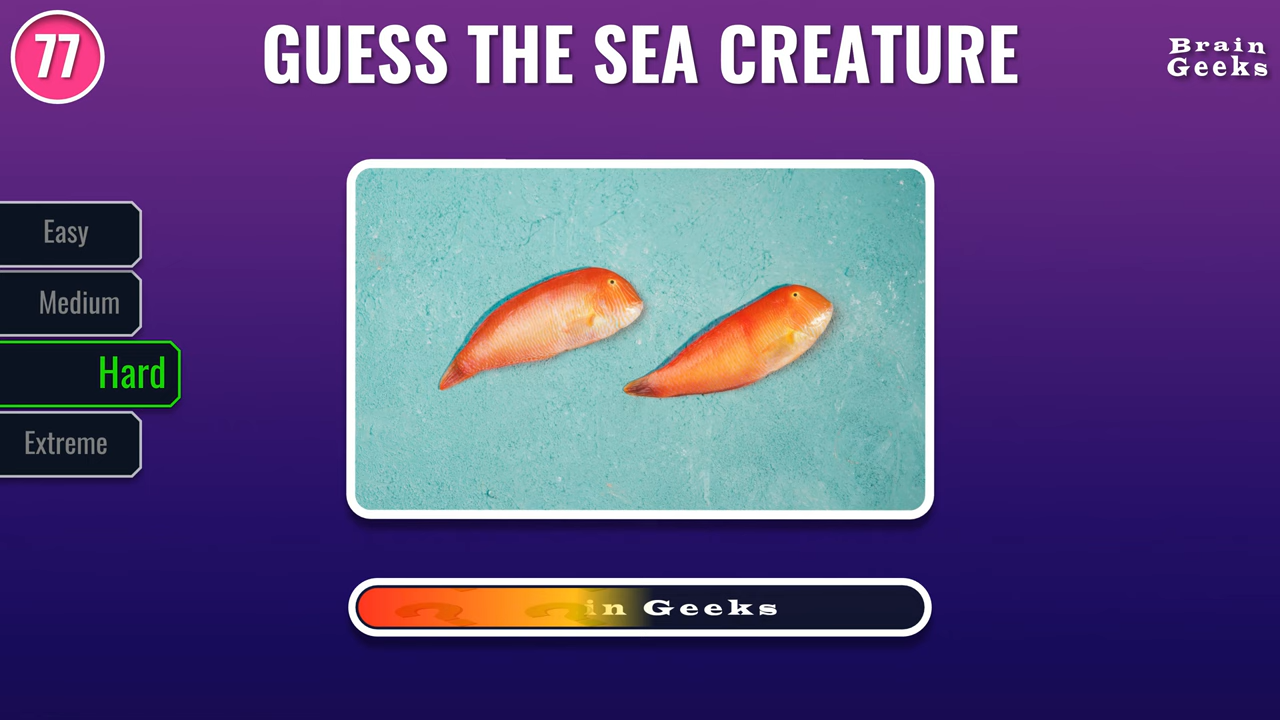 77
GUESS THE SEA CREATURE
Brain
Geeks
Easy
Medium
Hard
Extreme
in Geeks